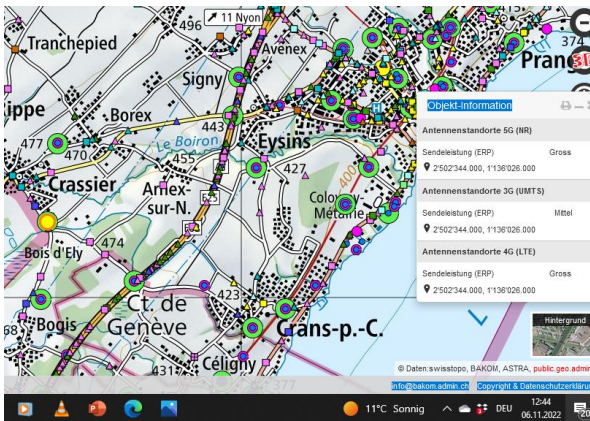 496
11 Nyon
Tranchepied
Avenex
374
Prang
3D
Signy
ippe
Borex
443
H
477
470
Le Boiron
Eysins
455
427
Crassier
Arnex-
sur-N.
Colovr.-
Métairie
400
474
Bois d'Ely
Ct. de
Genève
423
Bogis
Crans-p.-C.
68
431
Céligny
377
Objekt-Information
Antennenstandorte 5G (NR)
Sendeleistung (ERP) Gross
2'502'344.000, 1'136'026.000
Antennenstandorte 3G (UMTS)
Sendeleistung (ERP) Mittel
2'502'344.000, 1'136'026.000
Antennenstandorte 4G (LTE)
Sendeleistung (ERP) Gross
2'502'344.000, 1'136'026.000
Hintergrund
© Daten:swisstopo, BAKOM, ASTRA, public.geo.admin
info@bakom.admin.ch Copyright & Datenschutzerkläru
11°C Sonnig DEU 12:44
06.11.2022
20